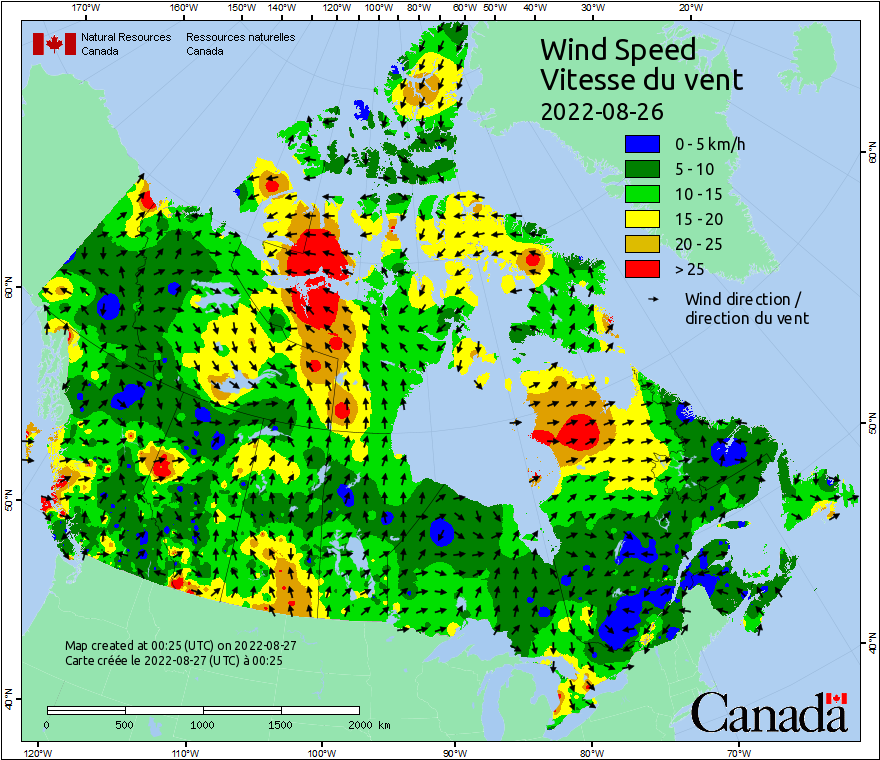 170°W 160°W 150°W 140°W 120°W 100°W 80°W 60°W 50°W 40°W 30°W 20°W
Natural Resources Ressources naturelles
Canada Canada
Wind Speed
Vitesse du vent
2022-08-26
0 - 5 km/h
5 - 10
10 - 15
15 - 20
20 - 25
> 25
Wind direction /
direction du vent
60°N
60°N
50°N
50°N
40°N
40°N
Map created at 00:25 (UTC) on 2022-08-27
Carte créée le 2022-08-27 (UTC) à 00:25
0 500 1000 1500 2000 km
Canada
120°W 110°W 100°W 90°W 80°W 70°W